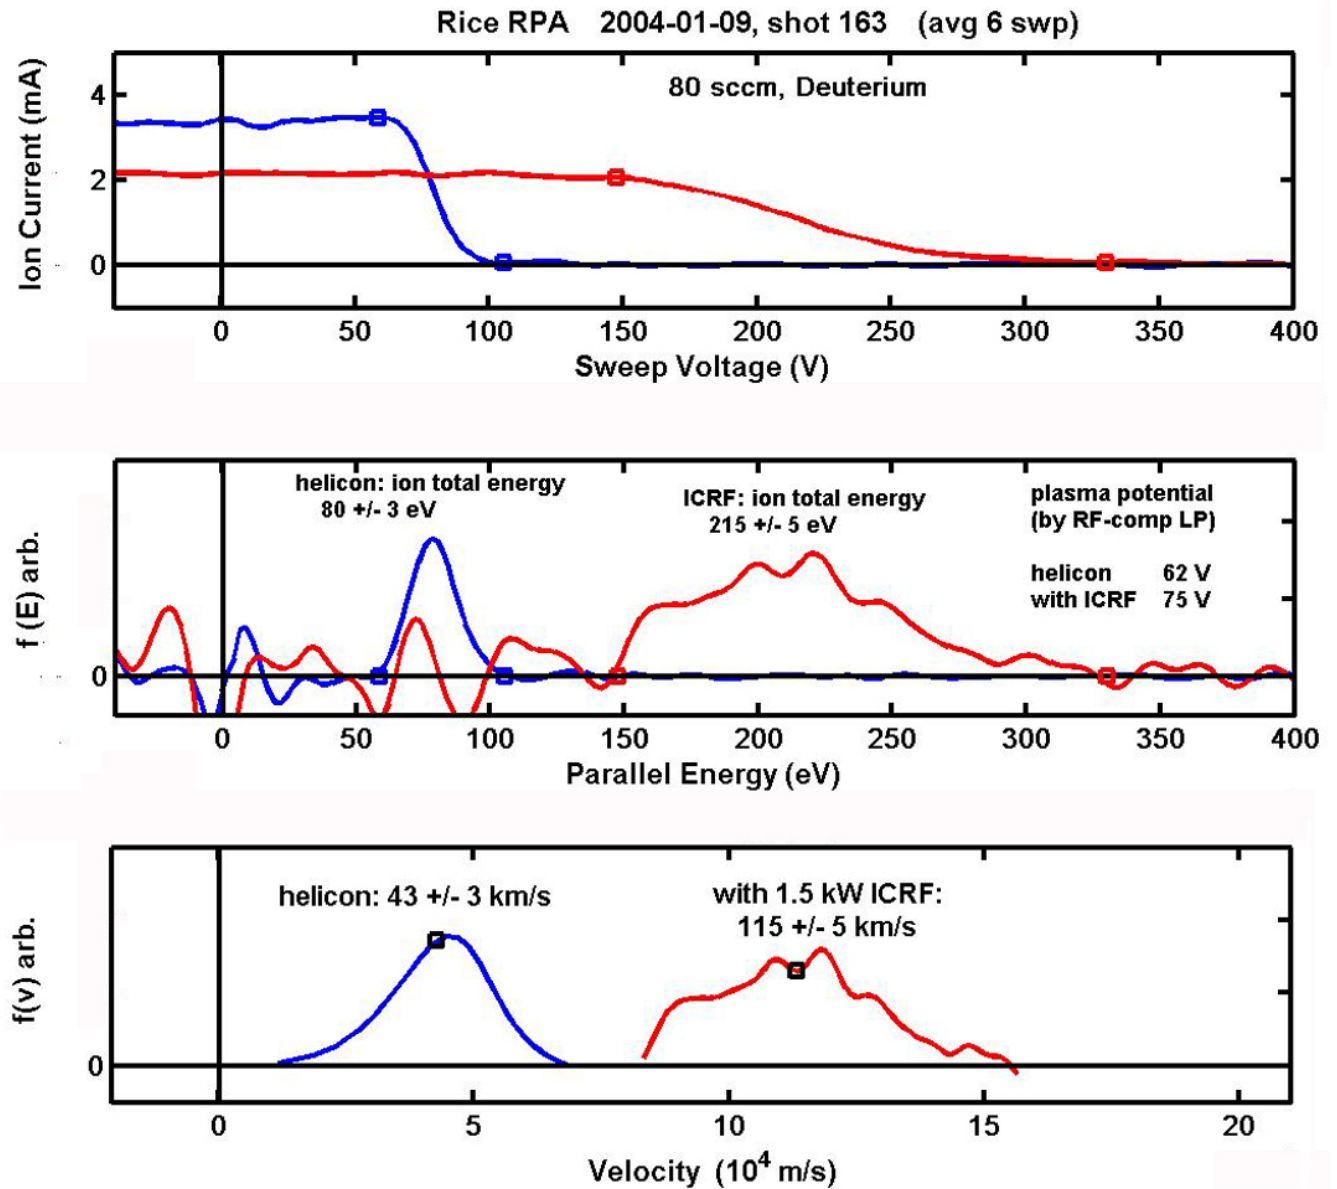 Rice RPA 2004-01-09, shot 163 (avg 6 swp)
80 sccm, Deuterium
Ion Current (mA)
4
2
0
0 50 100 150 200 250 300 350 400
Sweep Voltage (V)
helicon: ion total energy
80 +/- 3 eV
ICRF: ion total energy
215 +/- 5 eV
plasma potential
(by RF-comp LP)
helicon 62 V
with ICRF 75 V
f (E) arb.
0
0 50 100 150 200 250 300 350 400
Parallel Energy (eV)
helicon: 43 +/- 3 km/s
with 1.5 kW ICRF:
115 +/- 5 km/s
f(v) arb.
0
0 5 10 15 20
Velocity (10⁴ m/s)